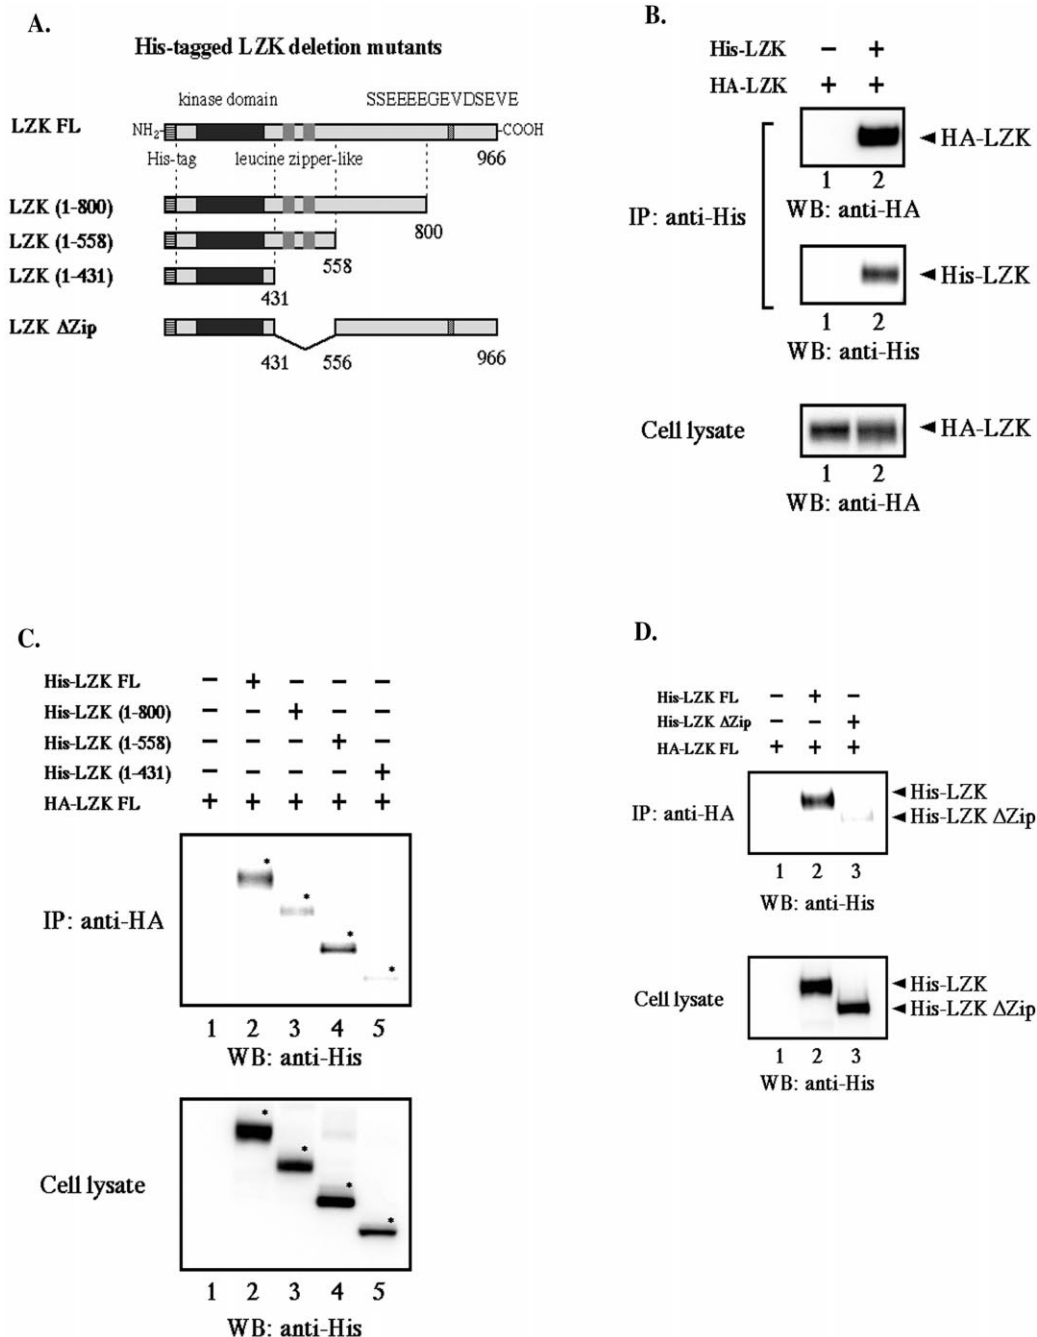 A.
His-tagged LZK deletion mutants
kinase domain SSEEEEGEVDSEVE
LZK FL NH2- -COOH
His-tag leucine zipper-like 966
LZK (1-800)
800
LZK (1-558)
558
LZK (1-431)
431
LZK ΔZip
431 556 966
B.
His-LZK − +
HA-LZK + +
HA-LZK
1 2
WB: anti-HA
IP: anti-His
His-LZK
1 2
WB: anti-His
Cell lysate HA-LZK
1 2
WB: anti-HA
C.
His-LZK FL − + − − −
His-LZK (1-800) − − + − −
His-LZK (1-558) − − − + −
His-LZK (1-431) − − − − +
HA-LZK FL + + + + +
* * * *
IP: anti-HA
1 2 3 4 5
WB: anti-His
* * * *
Cell lysate
1 2 3 4 5
WB: anti-His
D.
His-LZK FL − + −
His-LZK ΔZip − − +
HA-LZK FL + + +
His-LZK
IP: anti-HA His-LZK ΔZip
1 2 3
WB: anti-His
His-LZK
Cell lysate His-LZK ΔZip
1 2 3
WB: anti-His